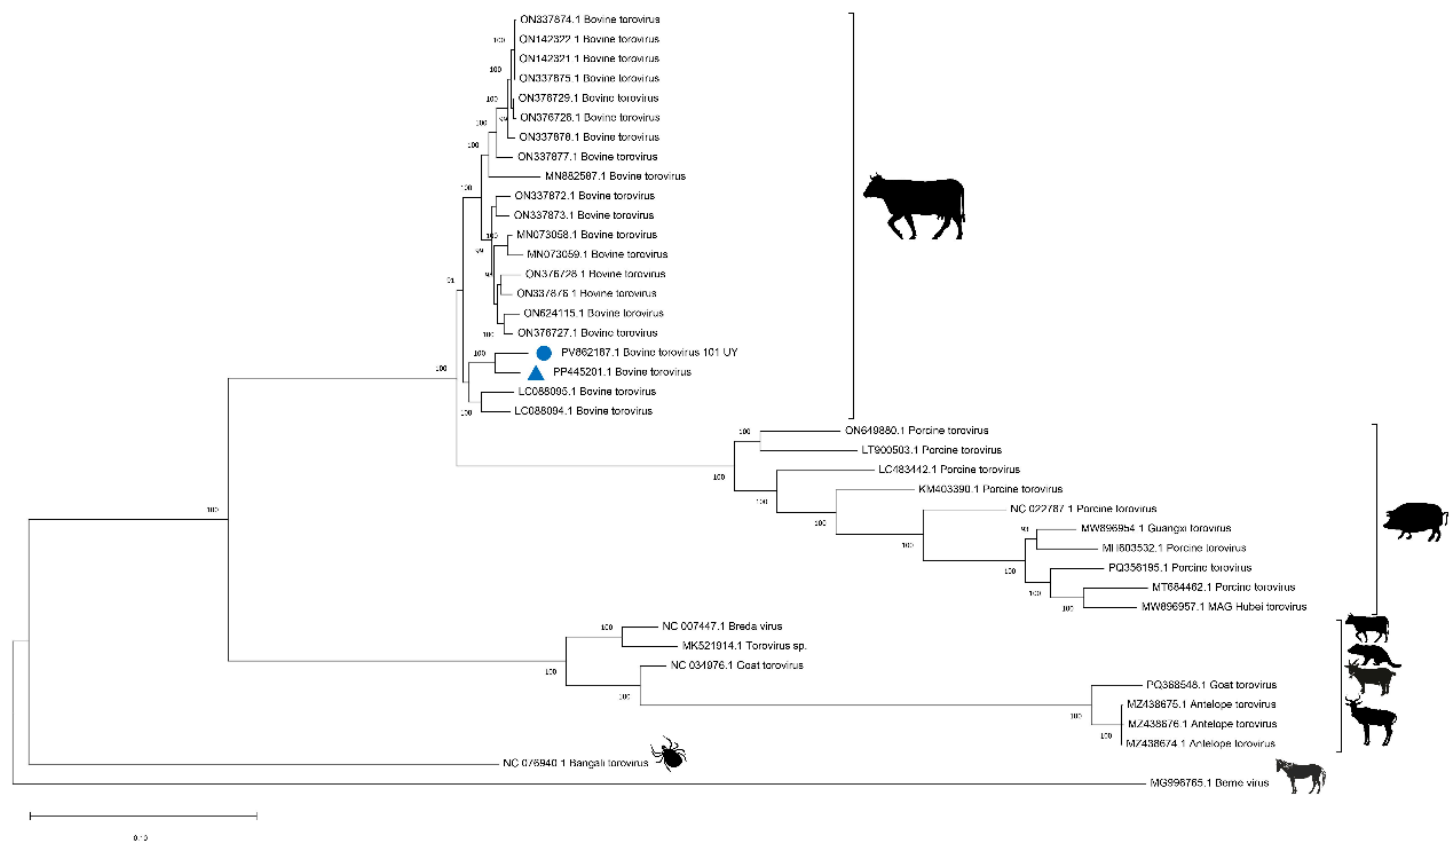 ON337874.1 Bovine torovirus
ON142322.1 Bovine torovirus
ON142321.1 Bovine torovirus
ON337875.1 Bovine torovirus
ON376729.1 Bovine torovirus
ON376726.1 Bovine torovirus
ON337878.1 Bovine torovirus
ON337877.1 Bovine torovirus
MN882587.1 Bovine torovirus
ON337872.1 Bovine torovirus
ON337873.1 Bovine torovirus
MN073058.1 Bovine torovirus
MN073059.1 Bovine torovirus
ON376728.1 Bovine torovirus
ON337876.1 Bovine torovirus
ON624115.1 Bovine torovirus
ON376727.1 Bovine torovirus
PV862187.1 Bovine torovirus 101 UY
PP445201.1 Bovine torovirus
LC088095.1 Bovine torovirus
LC088094.1 Bovine torovirus
ON649880.1 Porcine torovirus
LT900503.1 Porcine torovirus
LC483442.1 Porcine torovirus
KM403390.1 Porcine torovirus
NC 022787.1 Porcine torovirus
MW896954.1 Guangxi torovirus
Porcine torovirus
PQ356195.1 Porcine torovirus
MT684462.1 Porcine torovirus
MW896957.1 MAG Hubei torovirus
NC 007447.1 Breda virus
MK521914.1 Torovirus sp.
NC 034976.1 Goat torovirus
PQ368548.1 Goat torovirus
MZ438675.1 Antelope torovirus
MZ438676.1 Antelope torovirus
MZ438674.1 Antelope torovirus
NC 076940.1 Bangali torovirus
MG996765.1 Berne virus
0.10